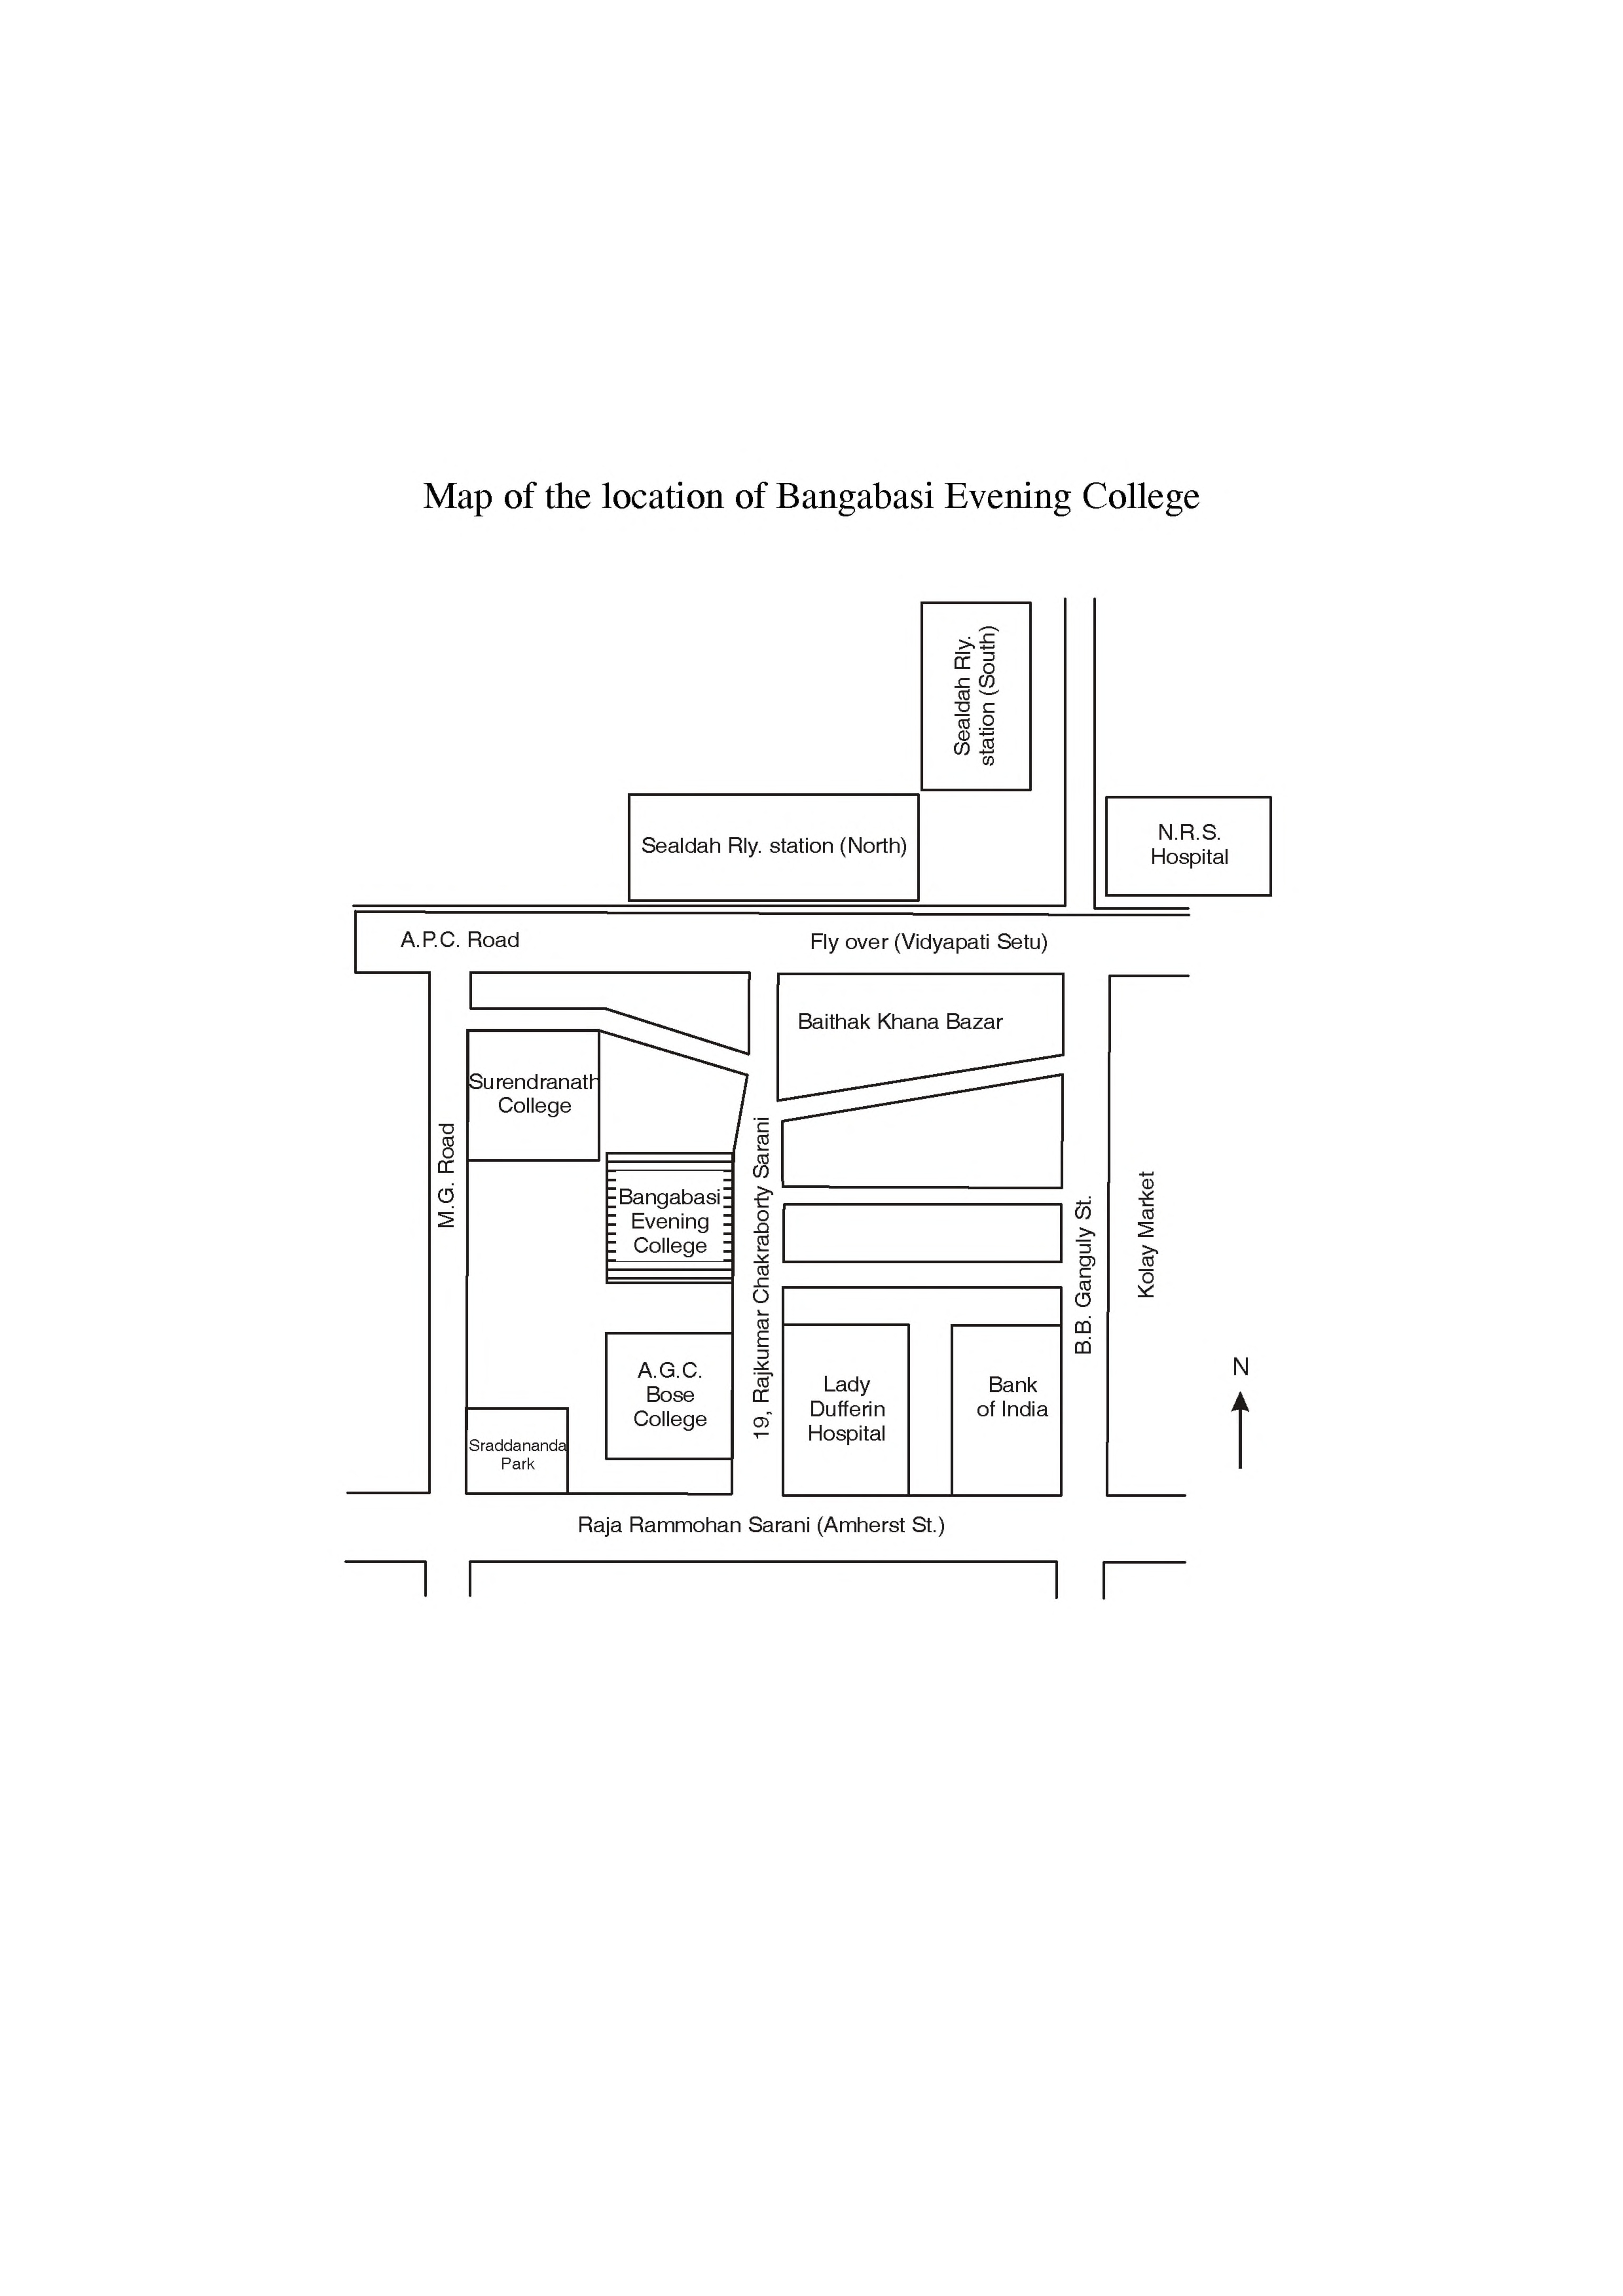 Map of the location of Bangabasi Evening College
Sealdah Rly.
station (South)
Sealdah Rly. station (North)
N.R.S.
Hospital
A.P.C. Road
Fly over (Vidyapati Setu)
Baithak Khana Bazar
Surendranath
College
M.G. Road
Bangabasi
Evening
College
19, Rajkumar Chakraborty Sarani
B.B. Ganguly St.
Kolay Market
A.G.C.
Bose
College
Lady
Dufferin
Hospital
Bank
of India
N
Sraddananda
Park
Raja Rammohan Sarani (Amherst St.)